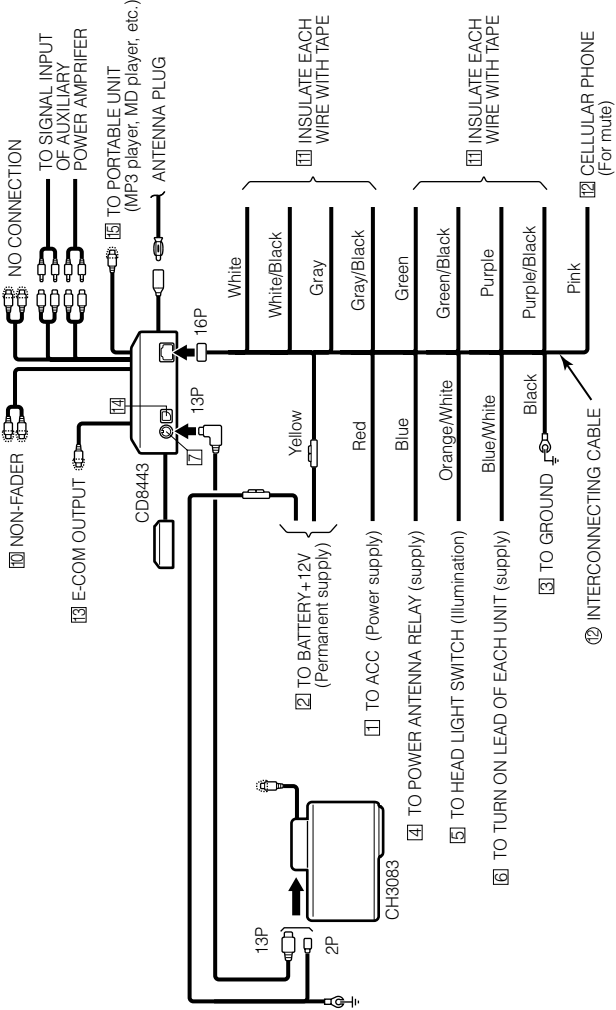 NO CONNECTION
TO SIGNAL INPUT
OF AUXILIARY
POWER AMPRIFER
15 TO PORTABLE UNIT
(MP3 player, MD player, etc.)
ANTENNA PLUG
10 NON-FADER
13 E-COM OUTPUT
CD8443
14
7
13P
16P
White
White/Black
Gray
Gray/Black
11 INSULATE EACH
WIRE WITH TAPE
Green
Green/Black
Purple
Purple/Black
11 INSULATE EACH
WIRE WITH TAPE
Pink
12 CELLULAR PHONE
(For mute)
Yellow
Red
Blue
Orange/White
Blue/White
Black
2 TO BATTERY+12V
(Permanent supply)
1 TO ACC (Power supply)
4 TO POWER ANTENNA RELAY (supply)
5 TO HEAD LIGHT SWITCH (Illumination)
6 TO TURN ON LEAD OF EACH UNIT (supply)
3 TO GROUND
⑫ INTERCONNECTING CABLE
CH3083
13P
2P